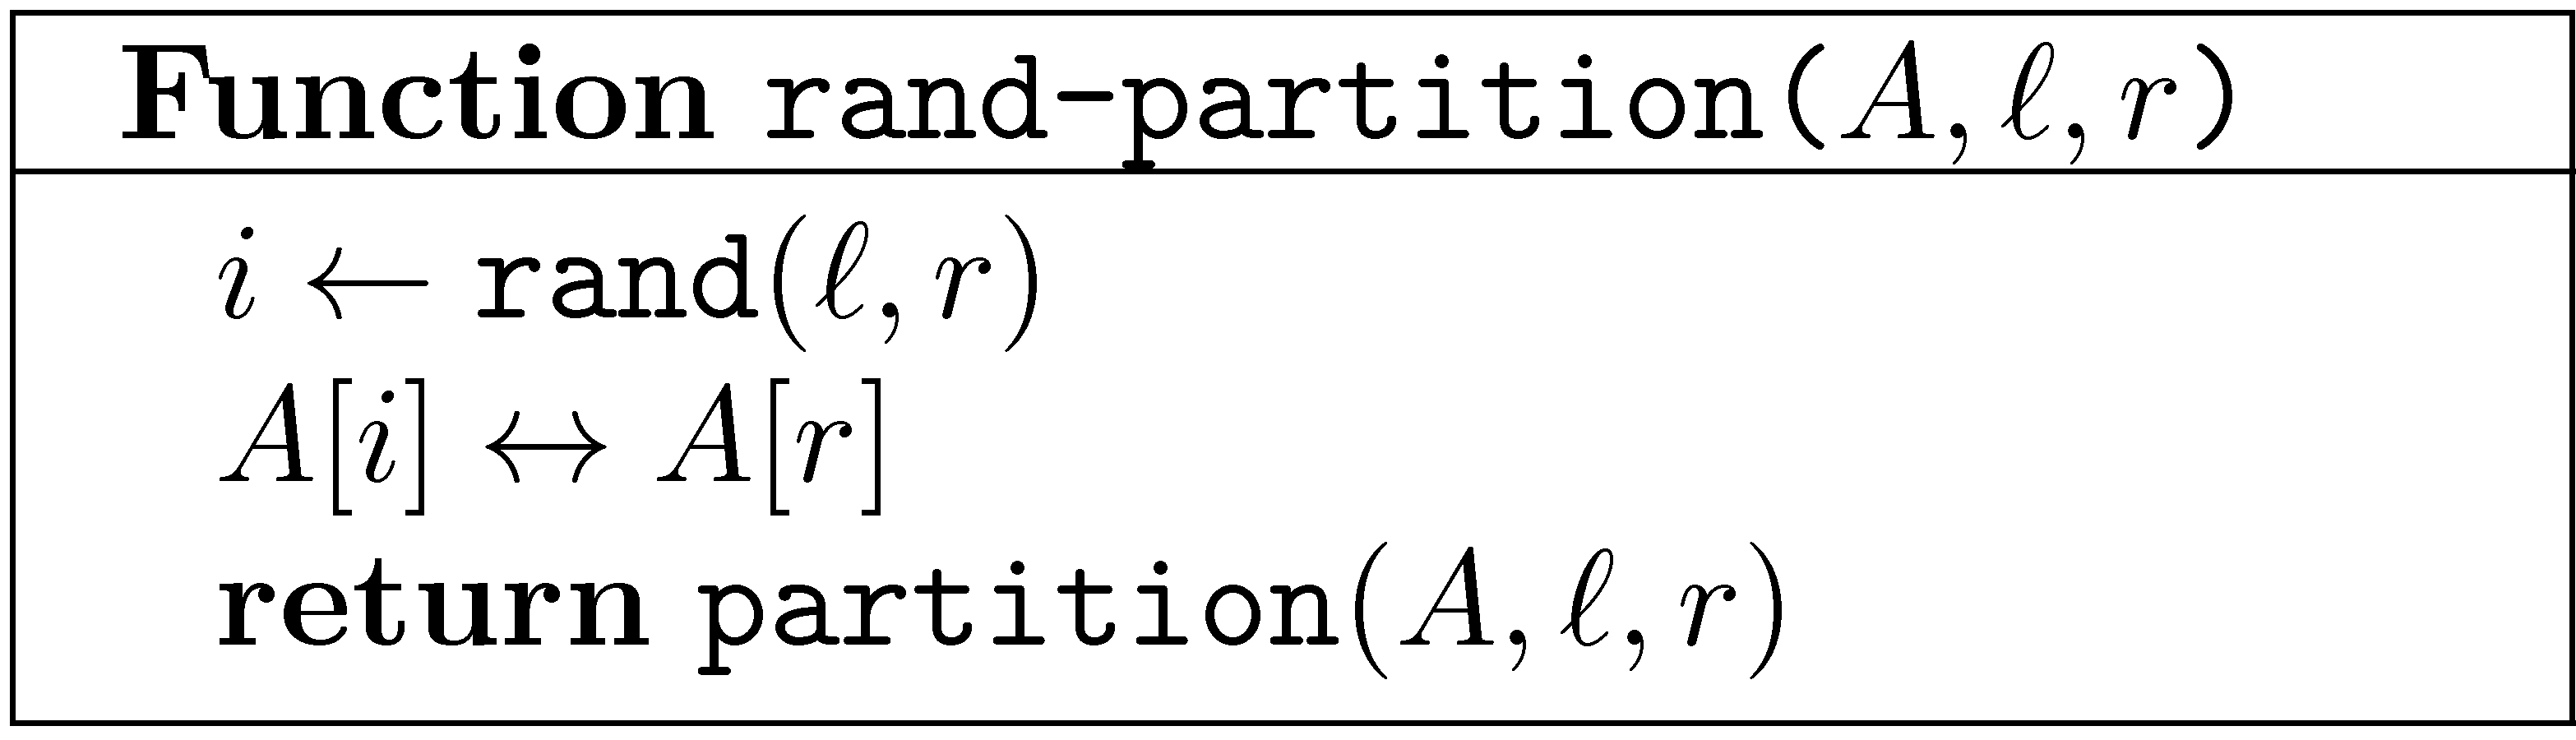 Function rand-partition(A, ℓ, r)
i ← rand(ℓ, r)
A[i] ↔ A[r]
return partition(A, ℓ, r)